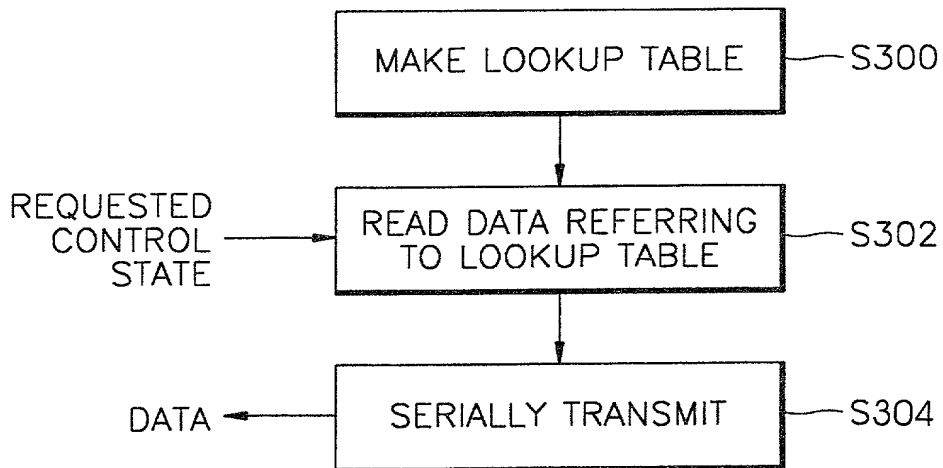 MAKE LOOKUP TABLE
S300
REQUESTED
CONTROL
STATE
READ DATA REFERRING
TO LOOKUP TABLE
S302
DATA
SERIALLY TRANSMIT
S304